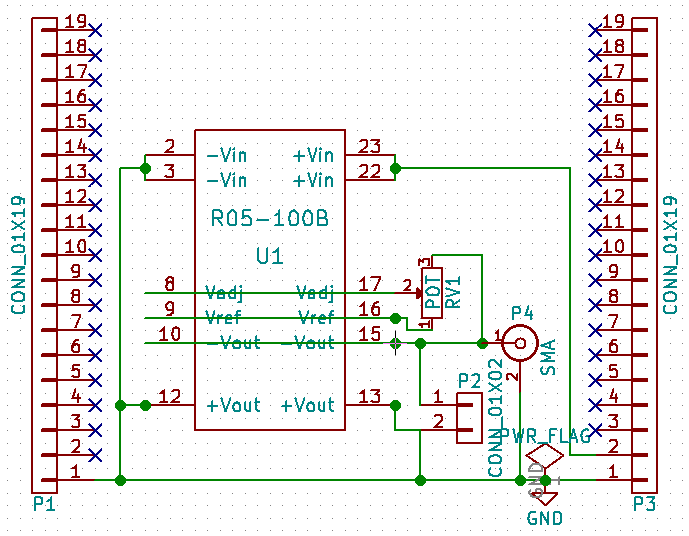 19
18
17
16
15
14
13
12
11
10
9
8
7
6
5
4
3
2
1
CONN_01X19
P1
2 -Vin +Vin 23
3 -Vin +Vin 22
R05-100B
U1
8 Vadj Vadj 17
9 Vref Vref 16
10 -Vout -Vout 15
12 +Vout +Vout 13
3
2
1
POT
RV1
P4
1
2
SMA
P2
1
2
CONN_01X02
PWR_FLAG
GND
1
GND
19
18
17
16
15
14
13
12
11
10
9
8
7
6
5
4
3
2
1
CONN_01X19
P3